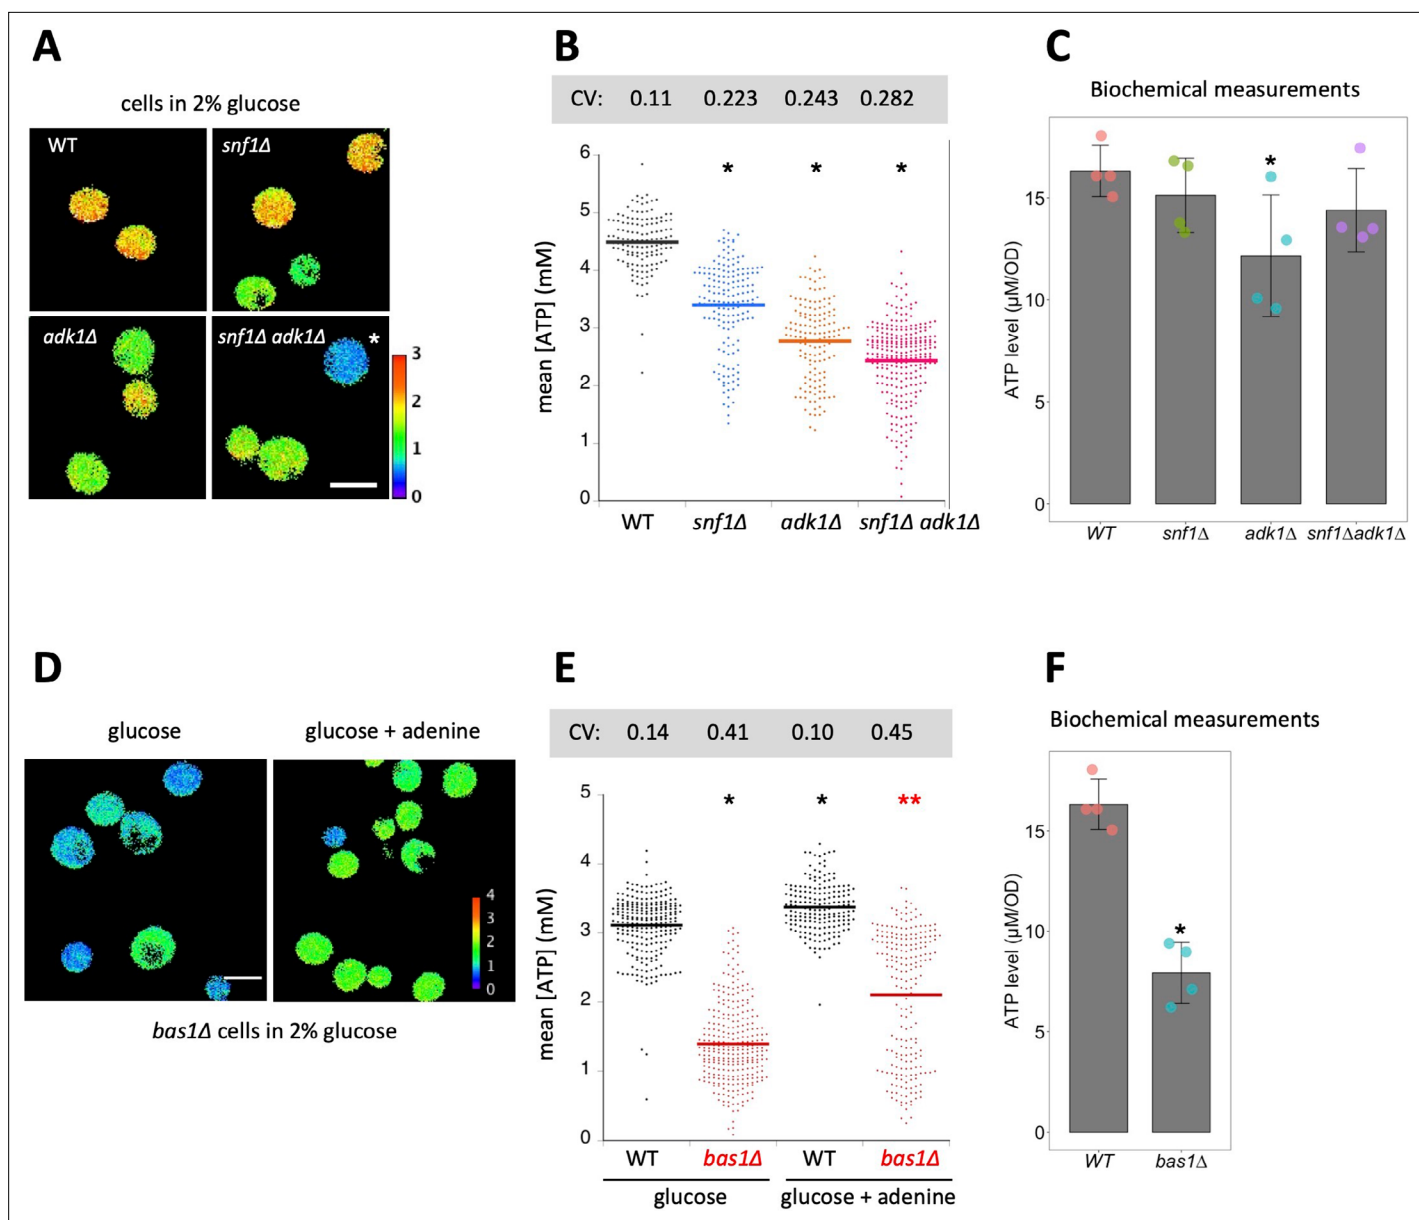 A
cells in 2% glucose
WT
snf1Δ
adk1Δ
snf1Δ adk1Δ
*
3
2
1
0
B
CV: 0.11 0.223 0.243 0.282
* * *
mean [ATP] (mM)
6
5
4
3
2
1
0
WT snf1Δ adk1Δ snf1Δ adk1Δ
C
Biochemical measurements
*
ATP level (μM/OD)
15
10
5
0
WT snf1Δ adk1Δ snf1Δadk1Δ
D
glucose glucose + adenine
4
3
2
1
0
bas1Δ cells in 2% glucose
E
CV: 0.14 0.41 0.10 0.45
* * **
mean [ATP] (mM)
5
4
3
2
1
0
WT bas1Δ WT bas1Δ
glucose glucose + adenine
F
Biochemical measurements
*
ATP level (μM/OD)
15
10
5
0
WT bas1Δ